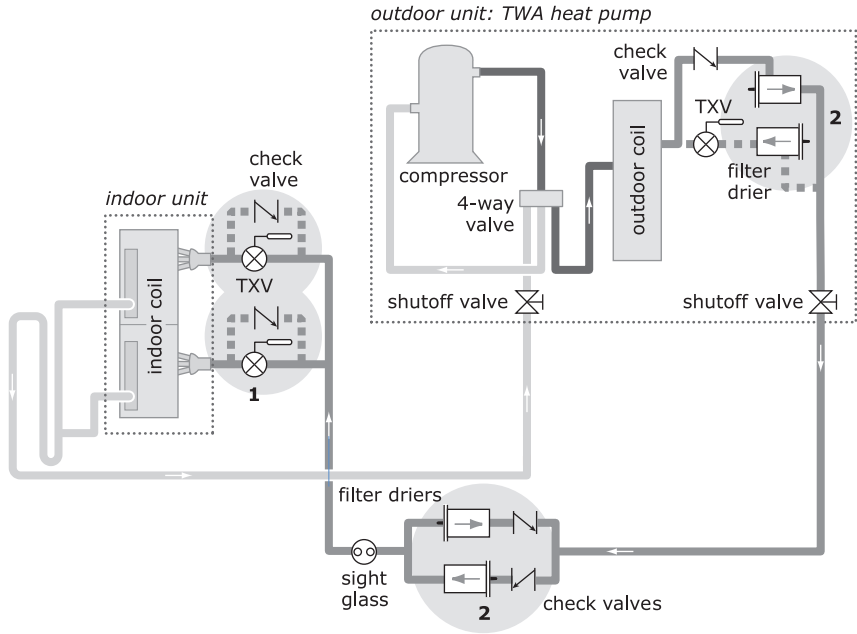 outdoor unit: TWA heat pump
check
valve
TXV
2
filter
drier
outdoor coil
compressor
4-way
valve
shutoff valve
shutoff valve
check
valve
indoor unit
indoor coil
TXV
1
filter driers
sight
glass
2
check valves